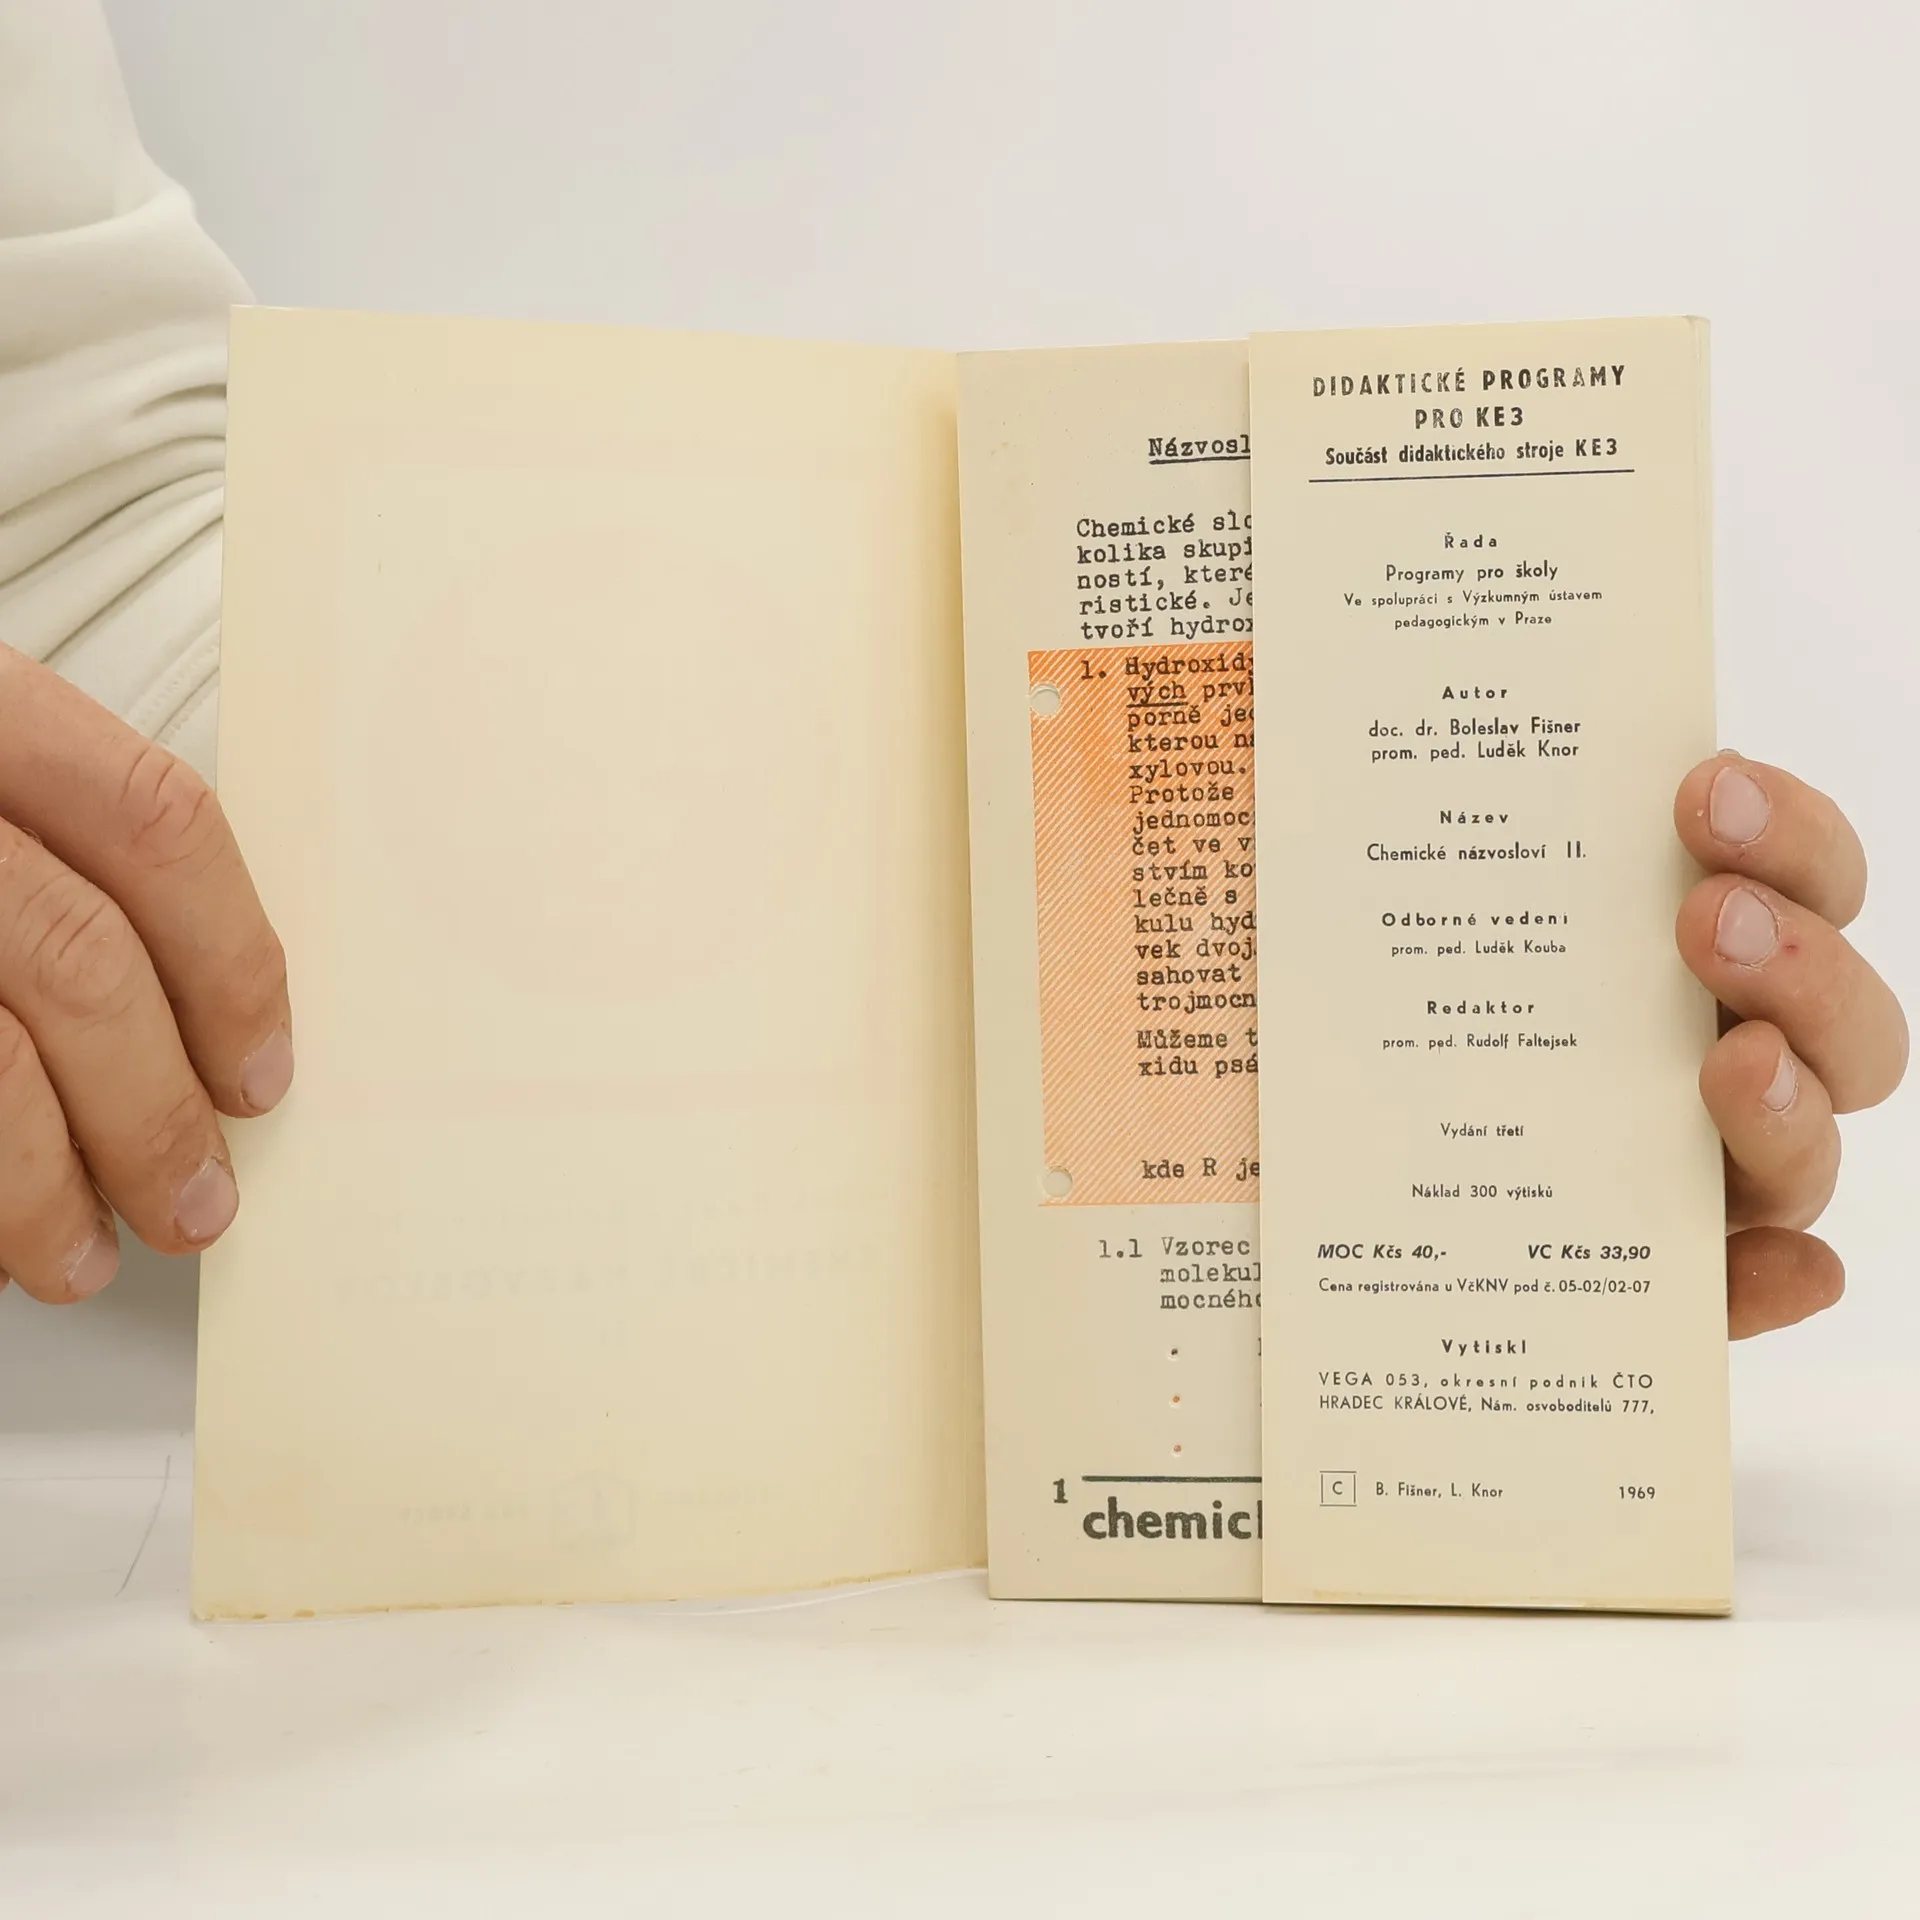 Názvosl
Chemické slo
kolika skupi
ností, které
ristické. Je
tvoří hydrox
1. Hydroxidy
vých prvk
porně jed
kterou na
xylovou.
Protože
jednomoc
čet ve v
stvím ko
lečně s
kulu hyd
vek dvoj
sahovat
trojmocn
Můžeme t
xidu psá
kde R je
1.1 Vzorec
molekul
mocného
1
chemick
DIDAKTICKÉ PROGRAMY
PRO KE3
Součást didaktického stroje KE3
Řada
Programy pro školy
Ve spolupráci s Výzkumným ústavem
pedagogickým v Praze
Autor
doc. dr. Boleslav Fišner
prom. ped. Luděk Knor
Název
Chemické názvosloví II.
Odborné vedení
prom. ped. Luděk Kouba
Redaktor
prom. ped. Rudolf Faltejsek
Vydání třetí
Náklad 300 výtisků
MOC Kčs 40,- VC Kčs 33,90
Cena registrována u VčKNV pod č. 05-02/02-07
Vytiskl
VEGA 053, okresní podnik ČTO
HRADEC KRÁLOVÉ, Nám. osvoboditelů 777,
C B. Fišner, L. Knor 1969